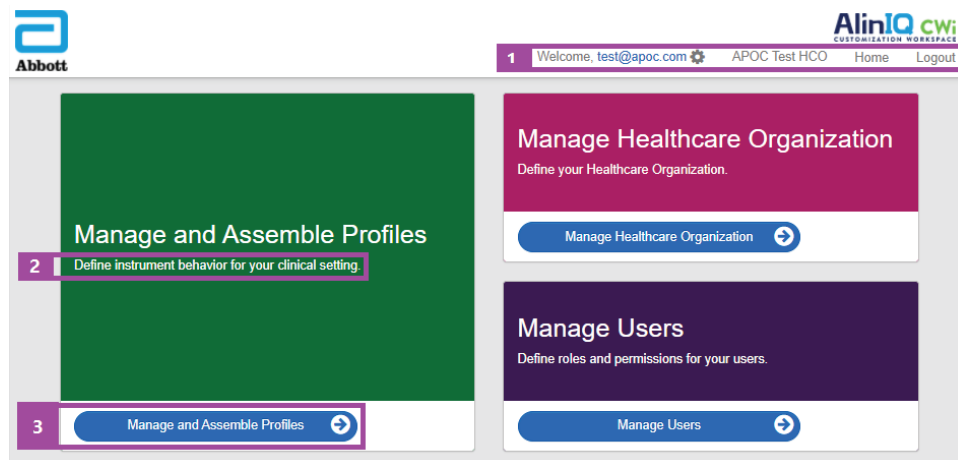 Abbott
AlinIQ CWi
CUSTOMIZATION WORKSPACE
1 Welcome, test@apoc.com APOC Test HCO Home Logout
Manage and Assemble Profiles
2 Define instrument behavior for your clinical setting.
3 Manage and Assemble Profiles
Manage Healthcare Organization
Define your Healthcare Organization.
Manage Healthcare Organization
Manage Users
Define roles and permissions for your users.
Manage Users